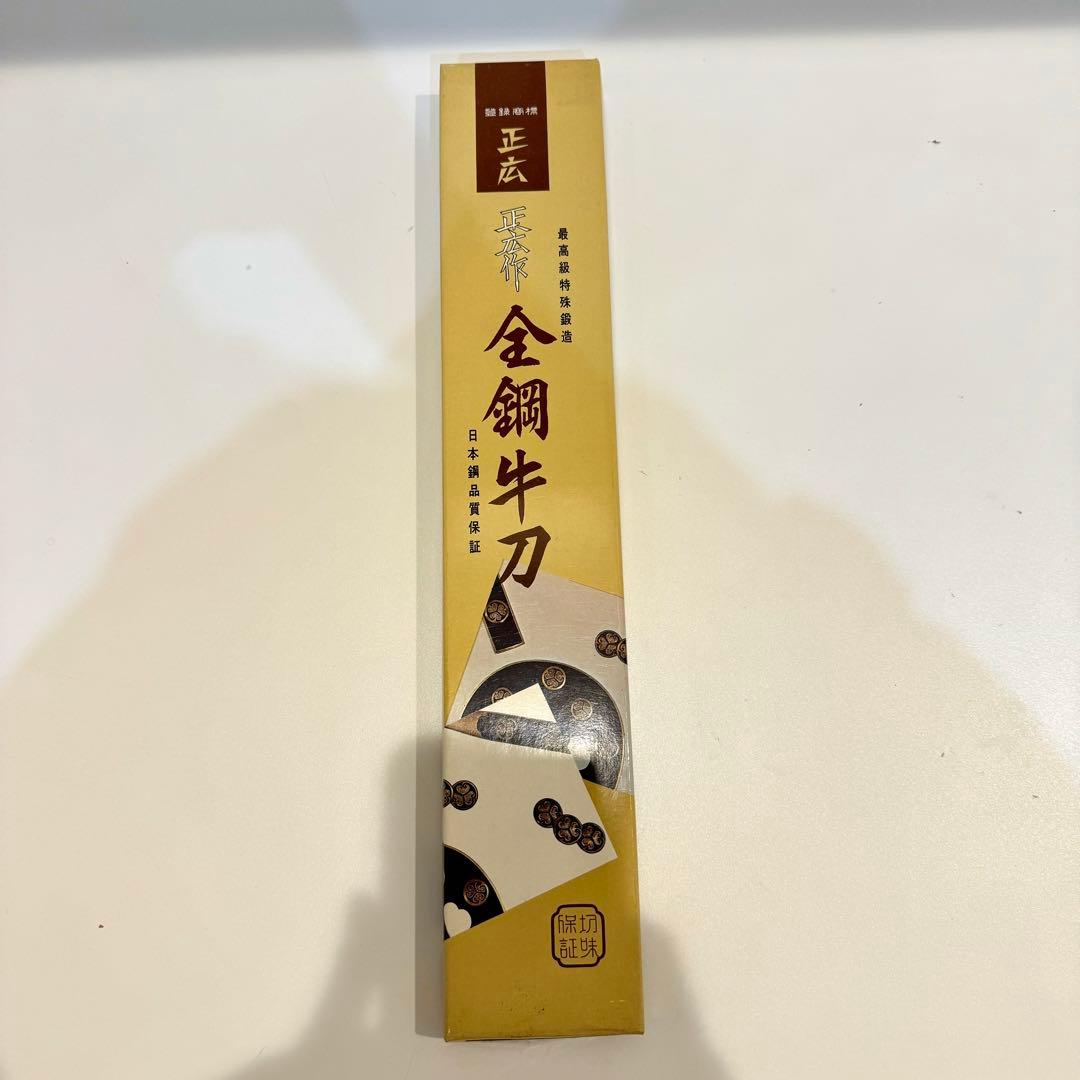 登録商標
正広
正広作
最高級特殊鍛造
全鋼牛刀
日本鋼品質保証
切味
保証